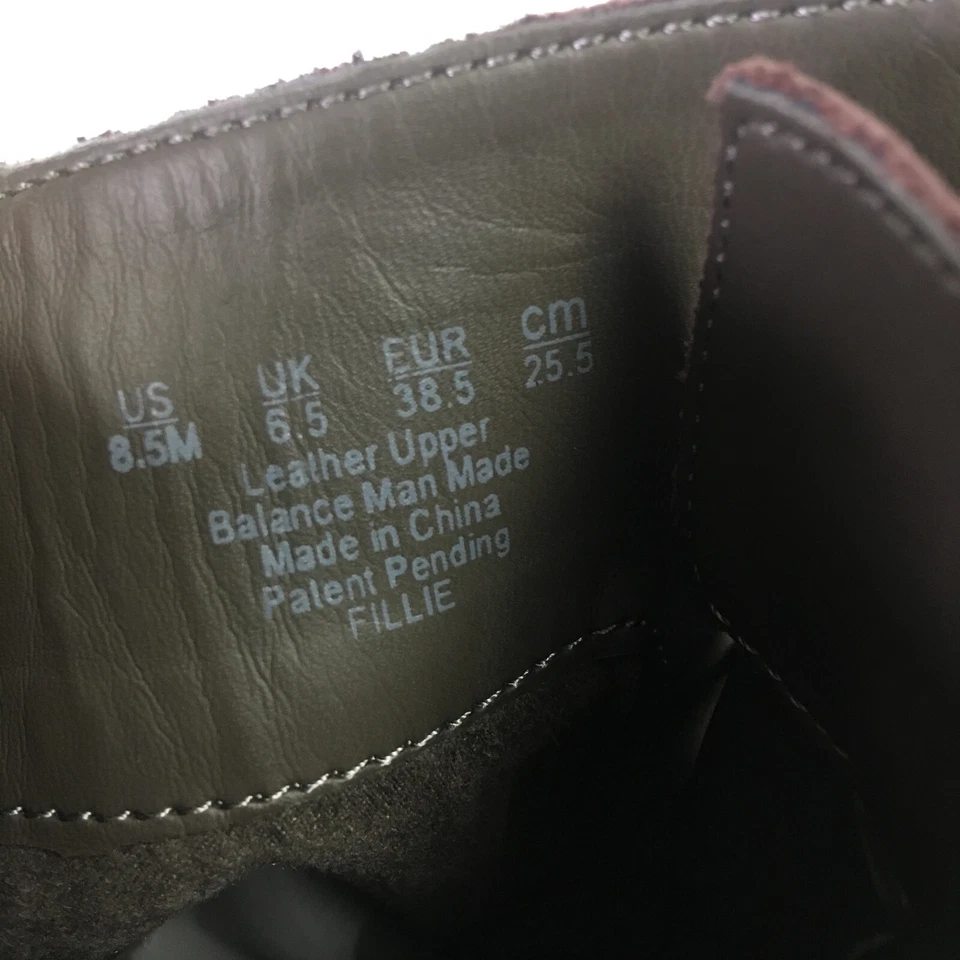 US UK EUR cm
8.5M 6.5 38.5 25.5
Leather Upper
Balance Man Made
Made in China
Patent Pending
FILLIE